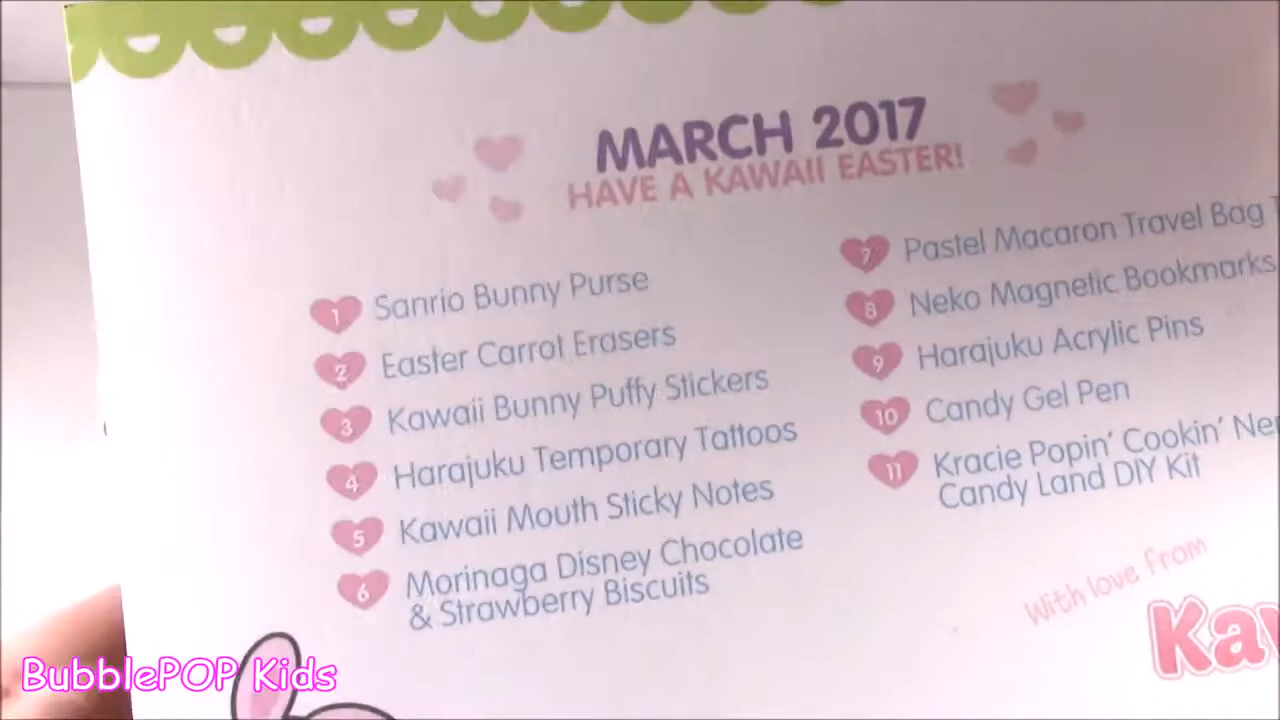 MARCH 2017
HAVE A KAWAII EASTER!
1 Sanrio Bunny Purse
2 Easter Carrot Erasers
3 Kawaii Bunny Puffy Stickers
4 Harajuku Temporary Tattoos
5 Kawaii Mouth Sticky Notes
6 Morinaga Disney Chocolate
& Strawberry Biscuits
7 Pastel Macaron Travel Bag
8 Neko Magnetic Bookmarks
9 Harajuku Acrylic Pins
10 Candy Gel Pen
11 Kracie Popin' Cookin'
Candy Land DIY Kit
With love from
BubblePOP Kids